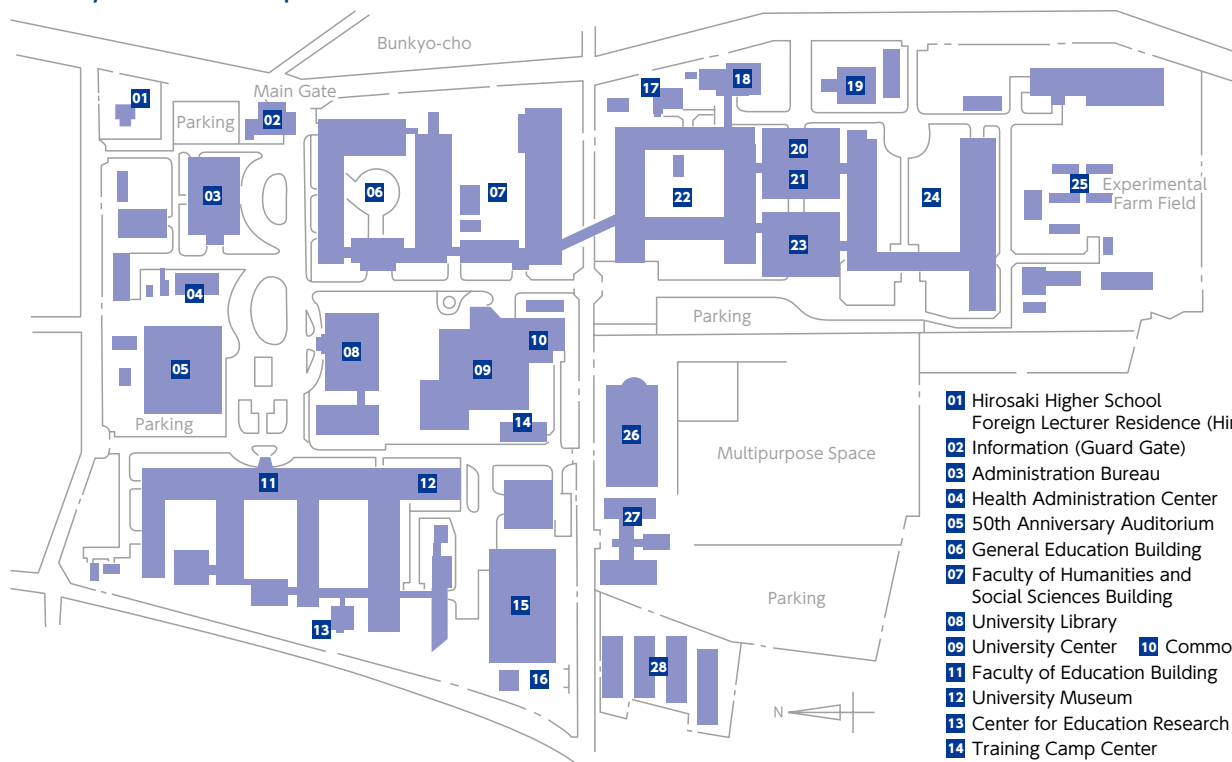 Bunkyo-cho
Main Gate
01
02
Parking
17
18
19
03
06
07
20
21
22
23
24
25
Experimental
Farm Field
04
Parking
05
08
09
10
14
Parking
26
Multipurpose Space
11
12
27
Parking
13
15
16
28
N
01 Hirosaki Higher School
Foreign Lecturer Residence
02 Information (Guard Gate)
03 Administration Bureau
04 Health Administration Center
05 50th Anniversary Auditorium
06 General Education Building
07 Faculty of Humanities and
Social Sciences Building
08 University Library
09 University Center 10
11 Faculty of Education Building
12 University Museum
13 Center for Education Research
14 Training Camp Center